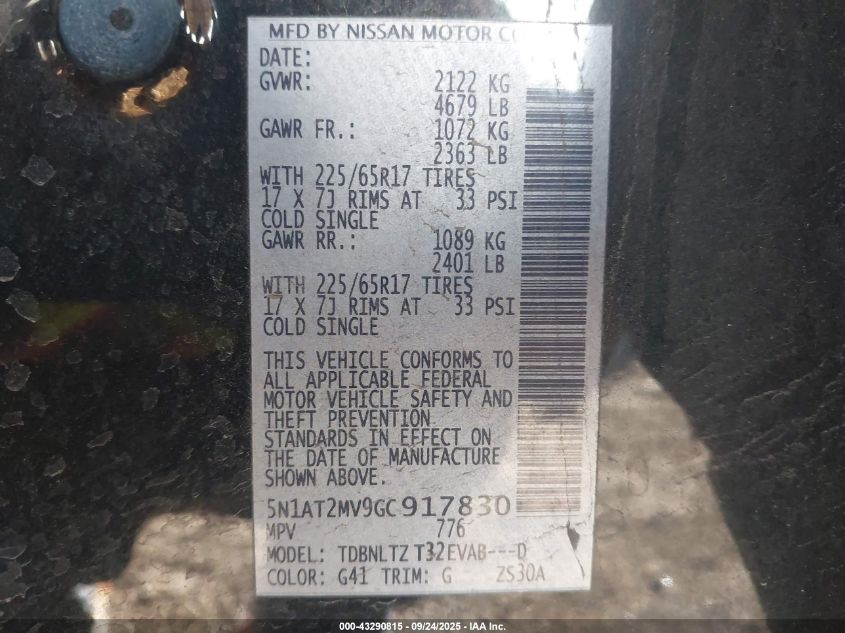 MFD BY NISSAN MOTOR CO
DATE:
GVWR: 2122 KG
4679 LB
GAWR FR.: 1072 KG
2363 LB
WITH 225/65R17 TIRES
17 X 7J RIMS AT 33 PSI
COLD SINGLE
GAWR RR.: 1089 KG
2401 LB
WITH 225/65R17 TIRES
17 X 7J RIMS AT 33 PSI
COLD SINGLE
THIS VEHICLE CONFORMS TO
ALL APPLICABLE FEDERAL
MOTOR VEHICLE SAFETY AND
THEFT PREVENTION
STANDARDS IN EFFECT ON
THE DATE OF MANUFACTURE
SHOWN ABOVE.
5N1AT2MV9GC917830
MPV 776
MODEL: TDBNLTZ T32EVAB---D
COLOR: G41 TRIM: G ZS30A
000-43290815 - 09/24/2025 - IAA Inc.